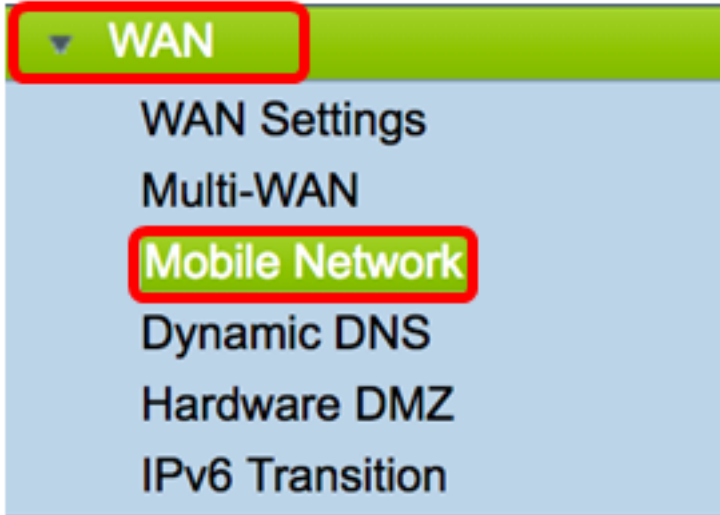 WAN
WAN Settings
Multi-WAN
Mobile Network
Dynamic DNS
Hardware DMZ
IPv6 Transition